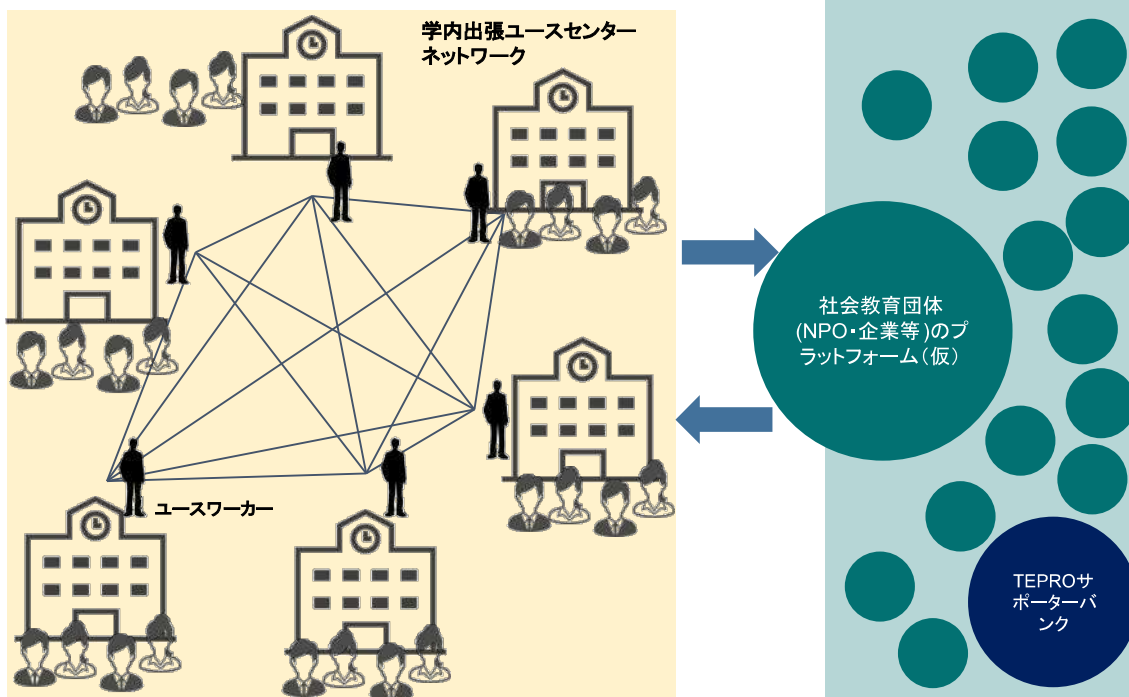 学内出張ユースセンター
ネットワーク
社会教育団体
(NPO・企業等)のプ
ラットフォーム（仮）
ユースワーカー
TEPROサ
ポーターバ
ンク